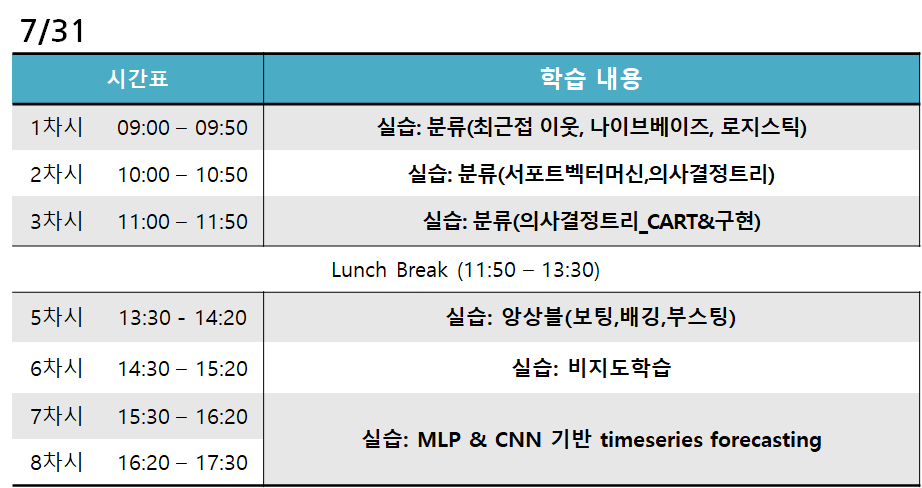 7/31
시간표 학습 내용
1차시 09:00 – 09:50 실습: 분류(최근접 이웃, 나이브베이즈, 로지스틱)
2차시 10:00 – 10:50 실습: 분류(서포트벡터머신,의사결정트리)
3차시 11:00 – 11:50 실습: 분류(의사결정트리_CART&구현)
Lunch Break (11:50 – 13:30)
5차시 13:30 - 14:20 실습: 앙상블(보팅,배깅,부스팅)
6차시 14:30 – 15:20 실습: 비지도학습
7차시 15:30 – 16:20
실습: MLP & CNN 기반 timeseries forecasting
8차시 16:20 – 17:30